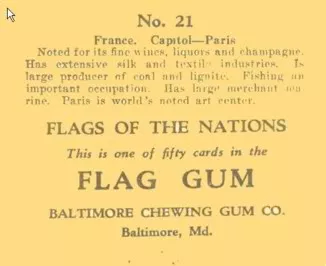 No. 21
France. Capitol—Paris
Noted for its fine wines, liquors and champagne.
Has extensive silk and textile industries. Is
large producer of coal and lignite. Fishing an
important occupation. Has large merchant ma
rine. Paris is world's noted art center.
FLAGS OF THE NATIONS
This is one of fifty cards in the
FLAG GUM
BALTIMORE CHEWING GUM CO.
Baltimore, Md.